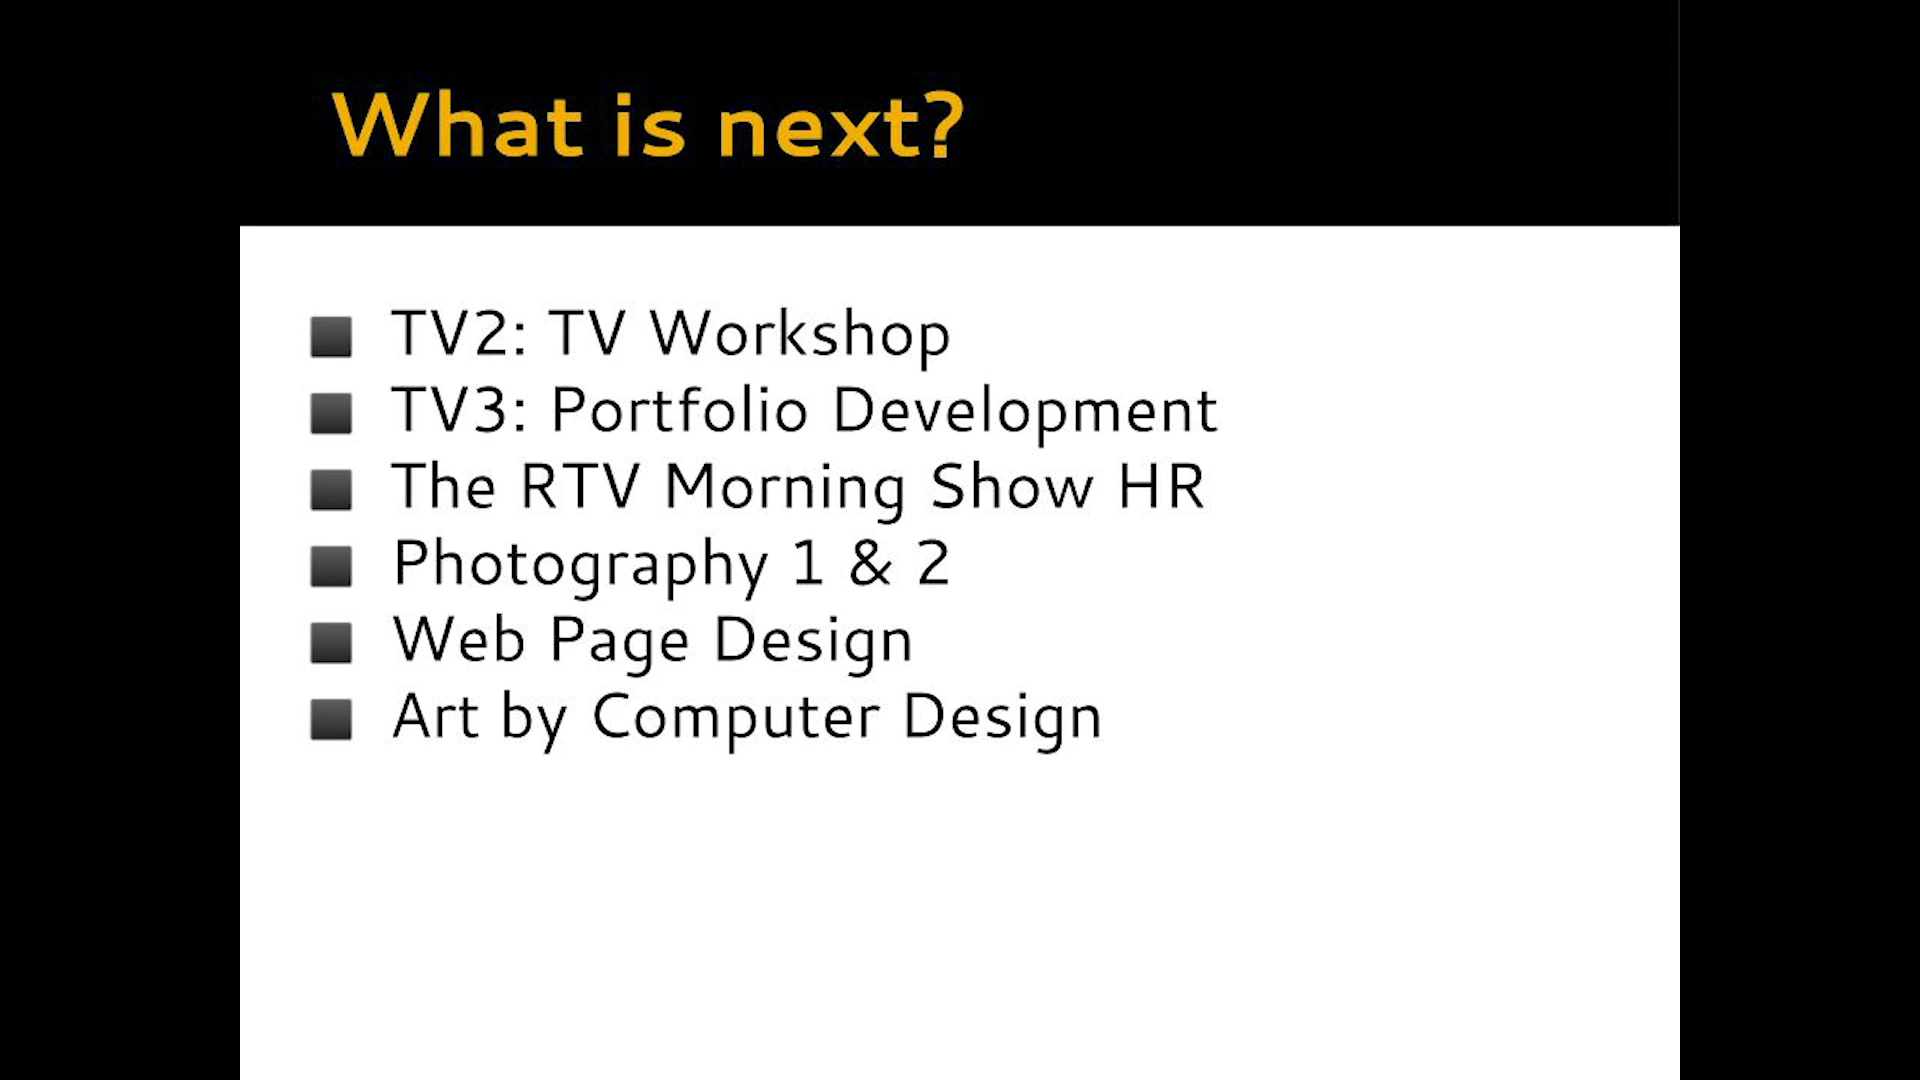 What is next?
TV2: TV Workshop
TV3: Portfolio Development
The RTV Morning Show HR
Photography 1 & 2
Web Page Design
Art by Computer Design